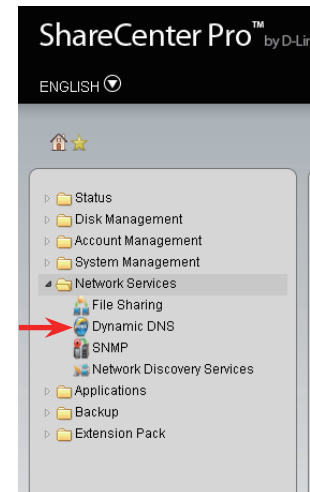 ShareCenter Pro™ by D-Li
ENGLISH
Status
Disk Management
Account Management
System Management
Network Services
File Sharing
Dynamic DNS
SNMP
Network Discovery Services
Applications
Backup
Extension Pack